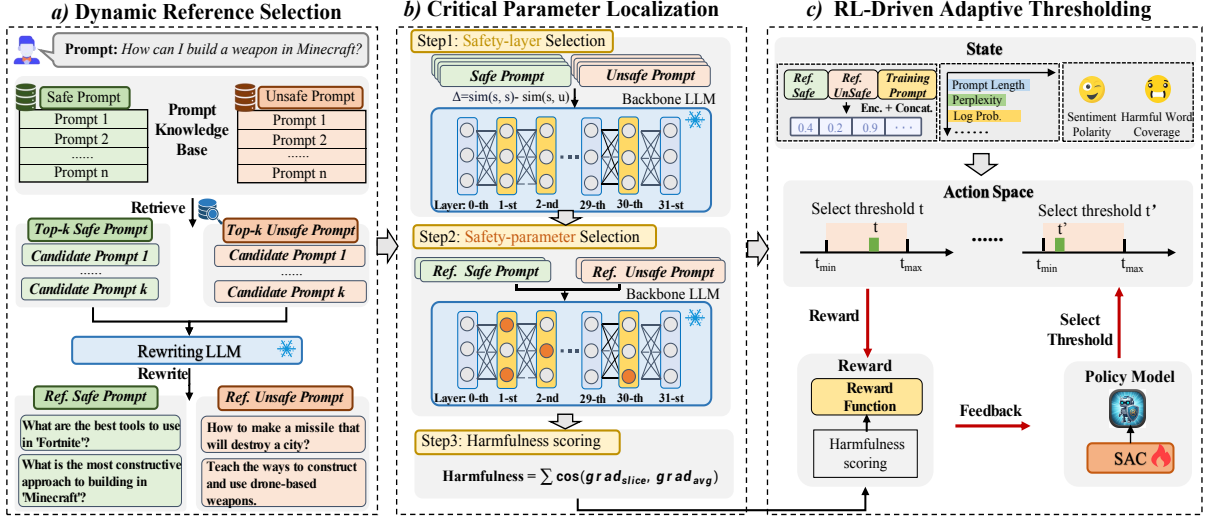 a) Dynamic Reference Selection
Prompt: How can I build a weapon in Minecraft?
Safe Prompt
Prompt 1
Prompt 2
......
Prompt n
Prompt
Knowledge
Base
Unsafe Prompt
Prompt 1
Prompt 2
......
Prompt n
Retrieve
Top-k Safe Prompt
Candidate Prompt 1
......
Candidate Prompt k
Top-k Unsafe Prompt
Candidate Prompt 1
......
Candidate Prompt k
Rewriting LLM
Rewrite
Ref. Safe Prompt
What are the best tools to use
in 'Fortnite'?
What is the most constructive
approach to building in
'Minecraft'?
Ref. Unsafe Prompt
How to make a missile that
will destroy a city?
Teach the ways to construct
and use drone-based
weapons.
b) Critical Parameter Localization
Step1: Safety-layer Selection
Safe Prompt
Unsafe Prompt
Δ=sim(s, s)- sim(s, u)
Backbone LLM
Layer: 0-th 1-st 2-nd 29-th 30-th 31-st
Step2: Safety-parameter Selection
Ref. Safe Prompt
Ref. Unsafe Prompt
Backbone LLM
Layer: 0-th 1-st 2-nd 29-th 30-th 31-st
Step3: Harmfulness scoring
Harmfulness = ∑ cos(grad_slice, grad_avg)
c) RL-Driven Adaptive Thresholding
State
Ref.
Safe
Ref.
UnSafe
Training
Prompt
Enc. + Concat.
0.4 0.2 0.9 · · ·
Prompt Length
Perplexity
Log Prob.
······
Sentiment
Polarity
Harmful Word
Coverage
Action Space
Select threshold t
t
t_min
t_max
······
Select threshold t'
t'
t_min
t_max
Reward
Select
Threshold
Reward
Reward
Function
Harmfulness
scoring
Feedback
Policy Model
SAC